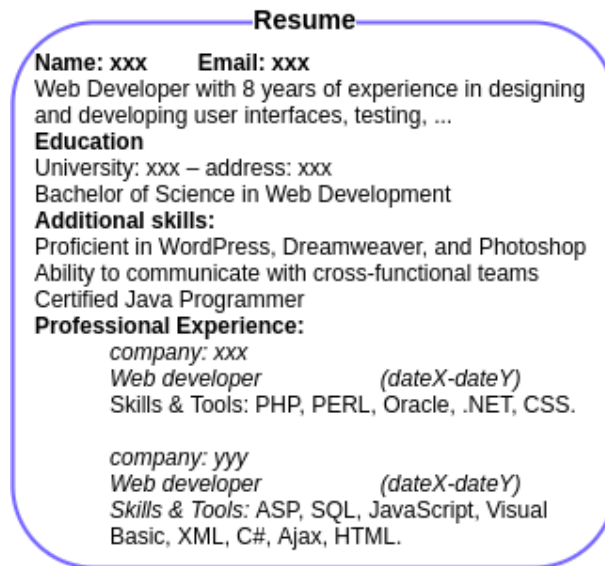 Resume
Name: xxx Email: xxx
Web Developer with 8 years of experience in designing
and developing user interfaces, testing, ...
Education
University: xxx – address: xxx
Bachelor of Science in Web Development
Additional skills:
Proficient in WordPress, Dreamweaver, and Photoshop
Ability to communicate with cross-functional teams
Certified Java Programmer
Professional Experience:
company: xxx
Web developer (dateX-dateY)
Skills & Tools: PHP, PERL, Oracle, .NET, CSS.
company: yyy
Web developer (dateX-dateY)
Skills & Tools: ASP, SQL, JavaScript, Visual
Basic, XML, C#, Ajax, HTML.